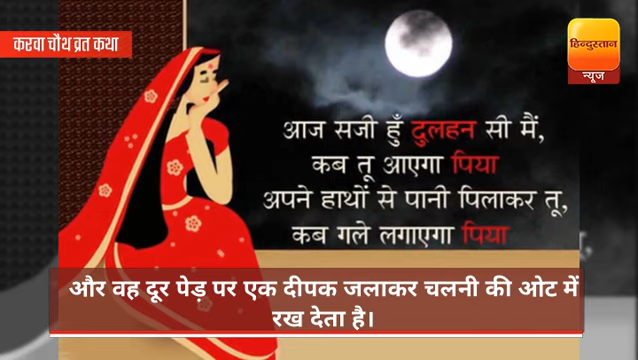 करवा चौथ व्रत कथा
हिन्दुस्तान
न्यूज
आज सजी हुँ दुलहन सी मैं,
कब तू आएगा पिया
अपने हाथों से पानी पिलाकर तू,
कब गले लगाएगा पिया
और वह दूर पेड़ पर एक दीपक जलाकर चलनी की ओट में
रख देता है।